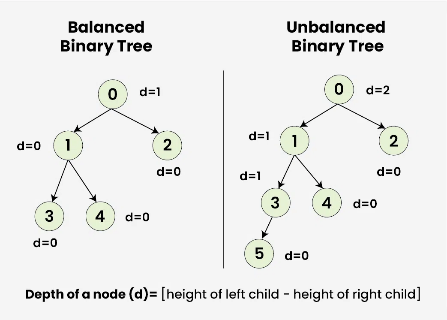 Balanced
Binary Tree
0
d=1
d=0
1
2
d=0
3
4
d=0
d=0
Unbalanced
Binary Tree
0
d=2
d=1
1
2
d=0
d=1
3
4
d=0
5
d=0
Depth of a node (d)= [height of left child - height of right child]